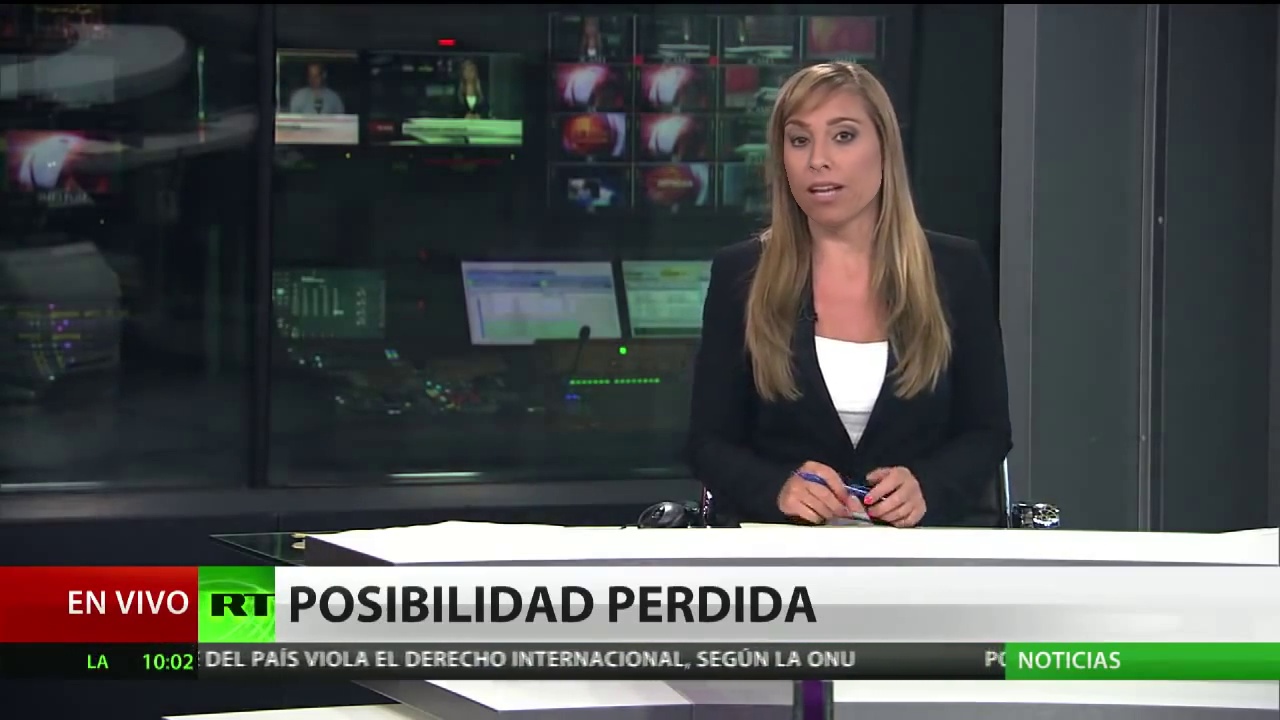 EN VIVO RT POSIBILIDAD PERDIDA
LA 10:02 DEL PAÍS VIOLA EL DERECHO INTERNACIONAL, SEGÚN LA ONU NOTICIAS